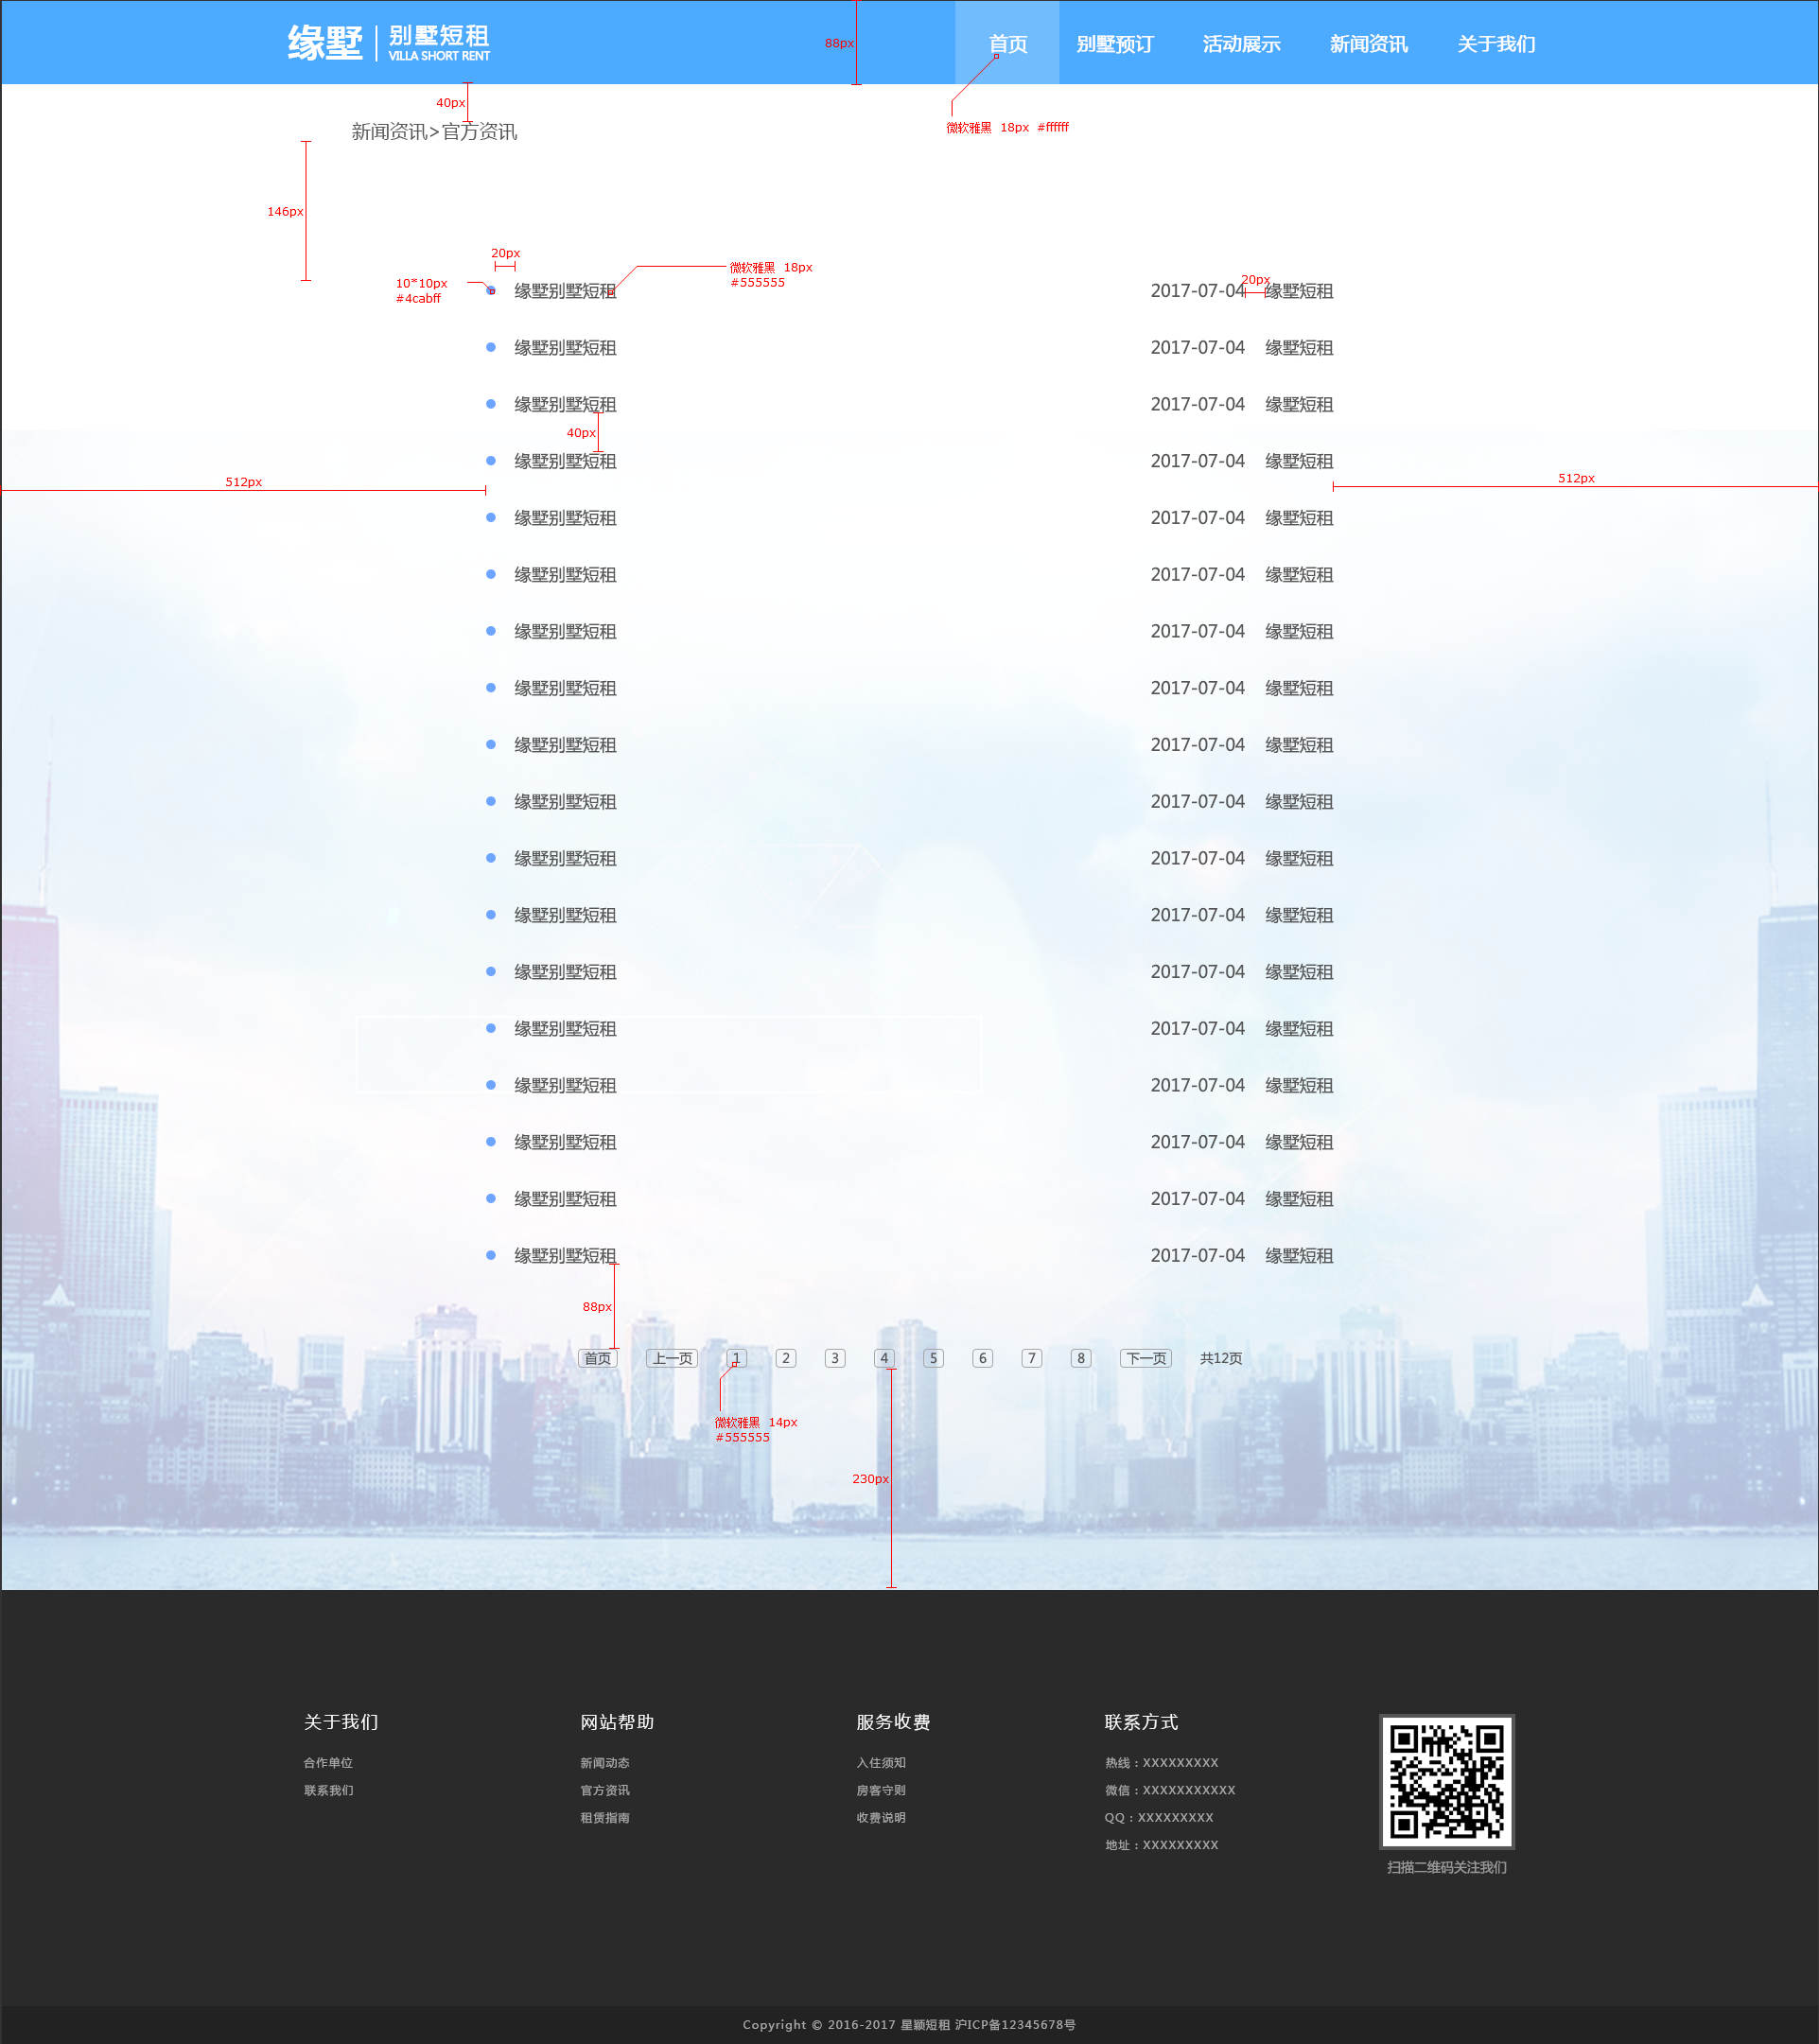 缘墅 别墅短租
VILLA SHORT RENT
88px
首页 别墅预订 活动展示 新闻资讯 关于我们
40px
微软雅黑 18px #ffffff
新闻资讯>官方资讯
146px
20px
微软雅黑 18px
#555555
10*10px
#4cabff
20px
缘墅别墅短租 2017-07-04 缘墅短租
缘墅别墅短租 2017-07-04 缘墅短租
缘墅别墅短租 2017-07-04 缘墅短租
40px
缘墅别墅短租 2017-07-04 缘墅短租
512px
512px
缘墅别墅短租 2017-07-04 缘墅短租
缘墅别墅短租 2017-07-04 缘墅短租
缘墅别墅短租 2017-07-04 缘墅短租
缘墅别墅短租 2017-07-04 缘墅短租
缘墅别墅短租 2017-07-04 缘墅短租
缘墅别墅短租 2017-07-04 缘墅短租
缘墅别墅短租 2017-07-04 缘墅短租
缘墅别墅短租 2017-07-04 缘墅短租
缘墅别墅短租 2017-07-04 缘墅短租
缘墅别墅短租 2017-07-04 缘墅短租
缘墅别墅短租 2017-07-04 缘墅短租
缘墅别墅短租 2017-07-04 缘墅短租
缘墅别墅短租 2017-07-04 缘墅短租
缘墅别墅短租 2017-07-04 缘墅短租
88px
首页 上一页 1 2 3 4 5 6 7 8 下一页 共12页
微软雅黑 14px
#555555
230px
关于我们
合作单位
联系我们
网站帮助
新闻动态
官方资讯
租赁指南
服务收费
入住须知
房客守则
收费说明
联系方式
热线：XXXXXXXXX
微信：XXXXXXXXXXX
QQ：XXXXXXXXX
地址：XXXXXXXXX
扫描二维码关注我们
Copyright © 2016-2017 星颖短租 沪ICP备12345678号